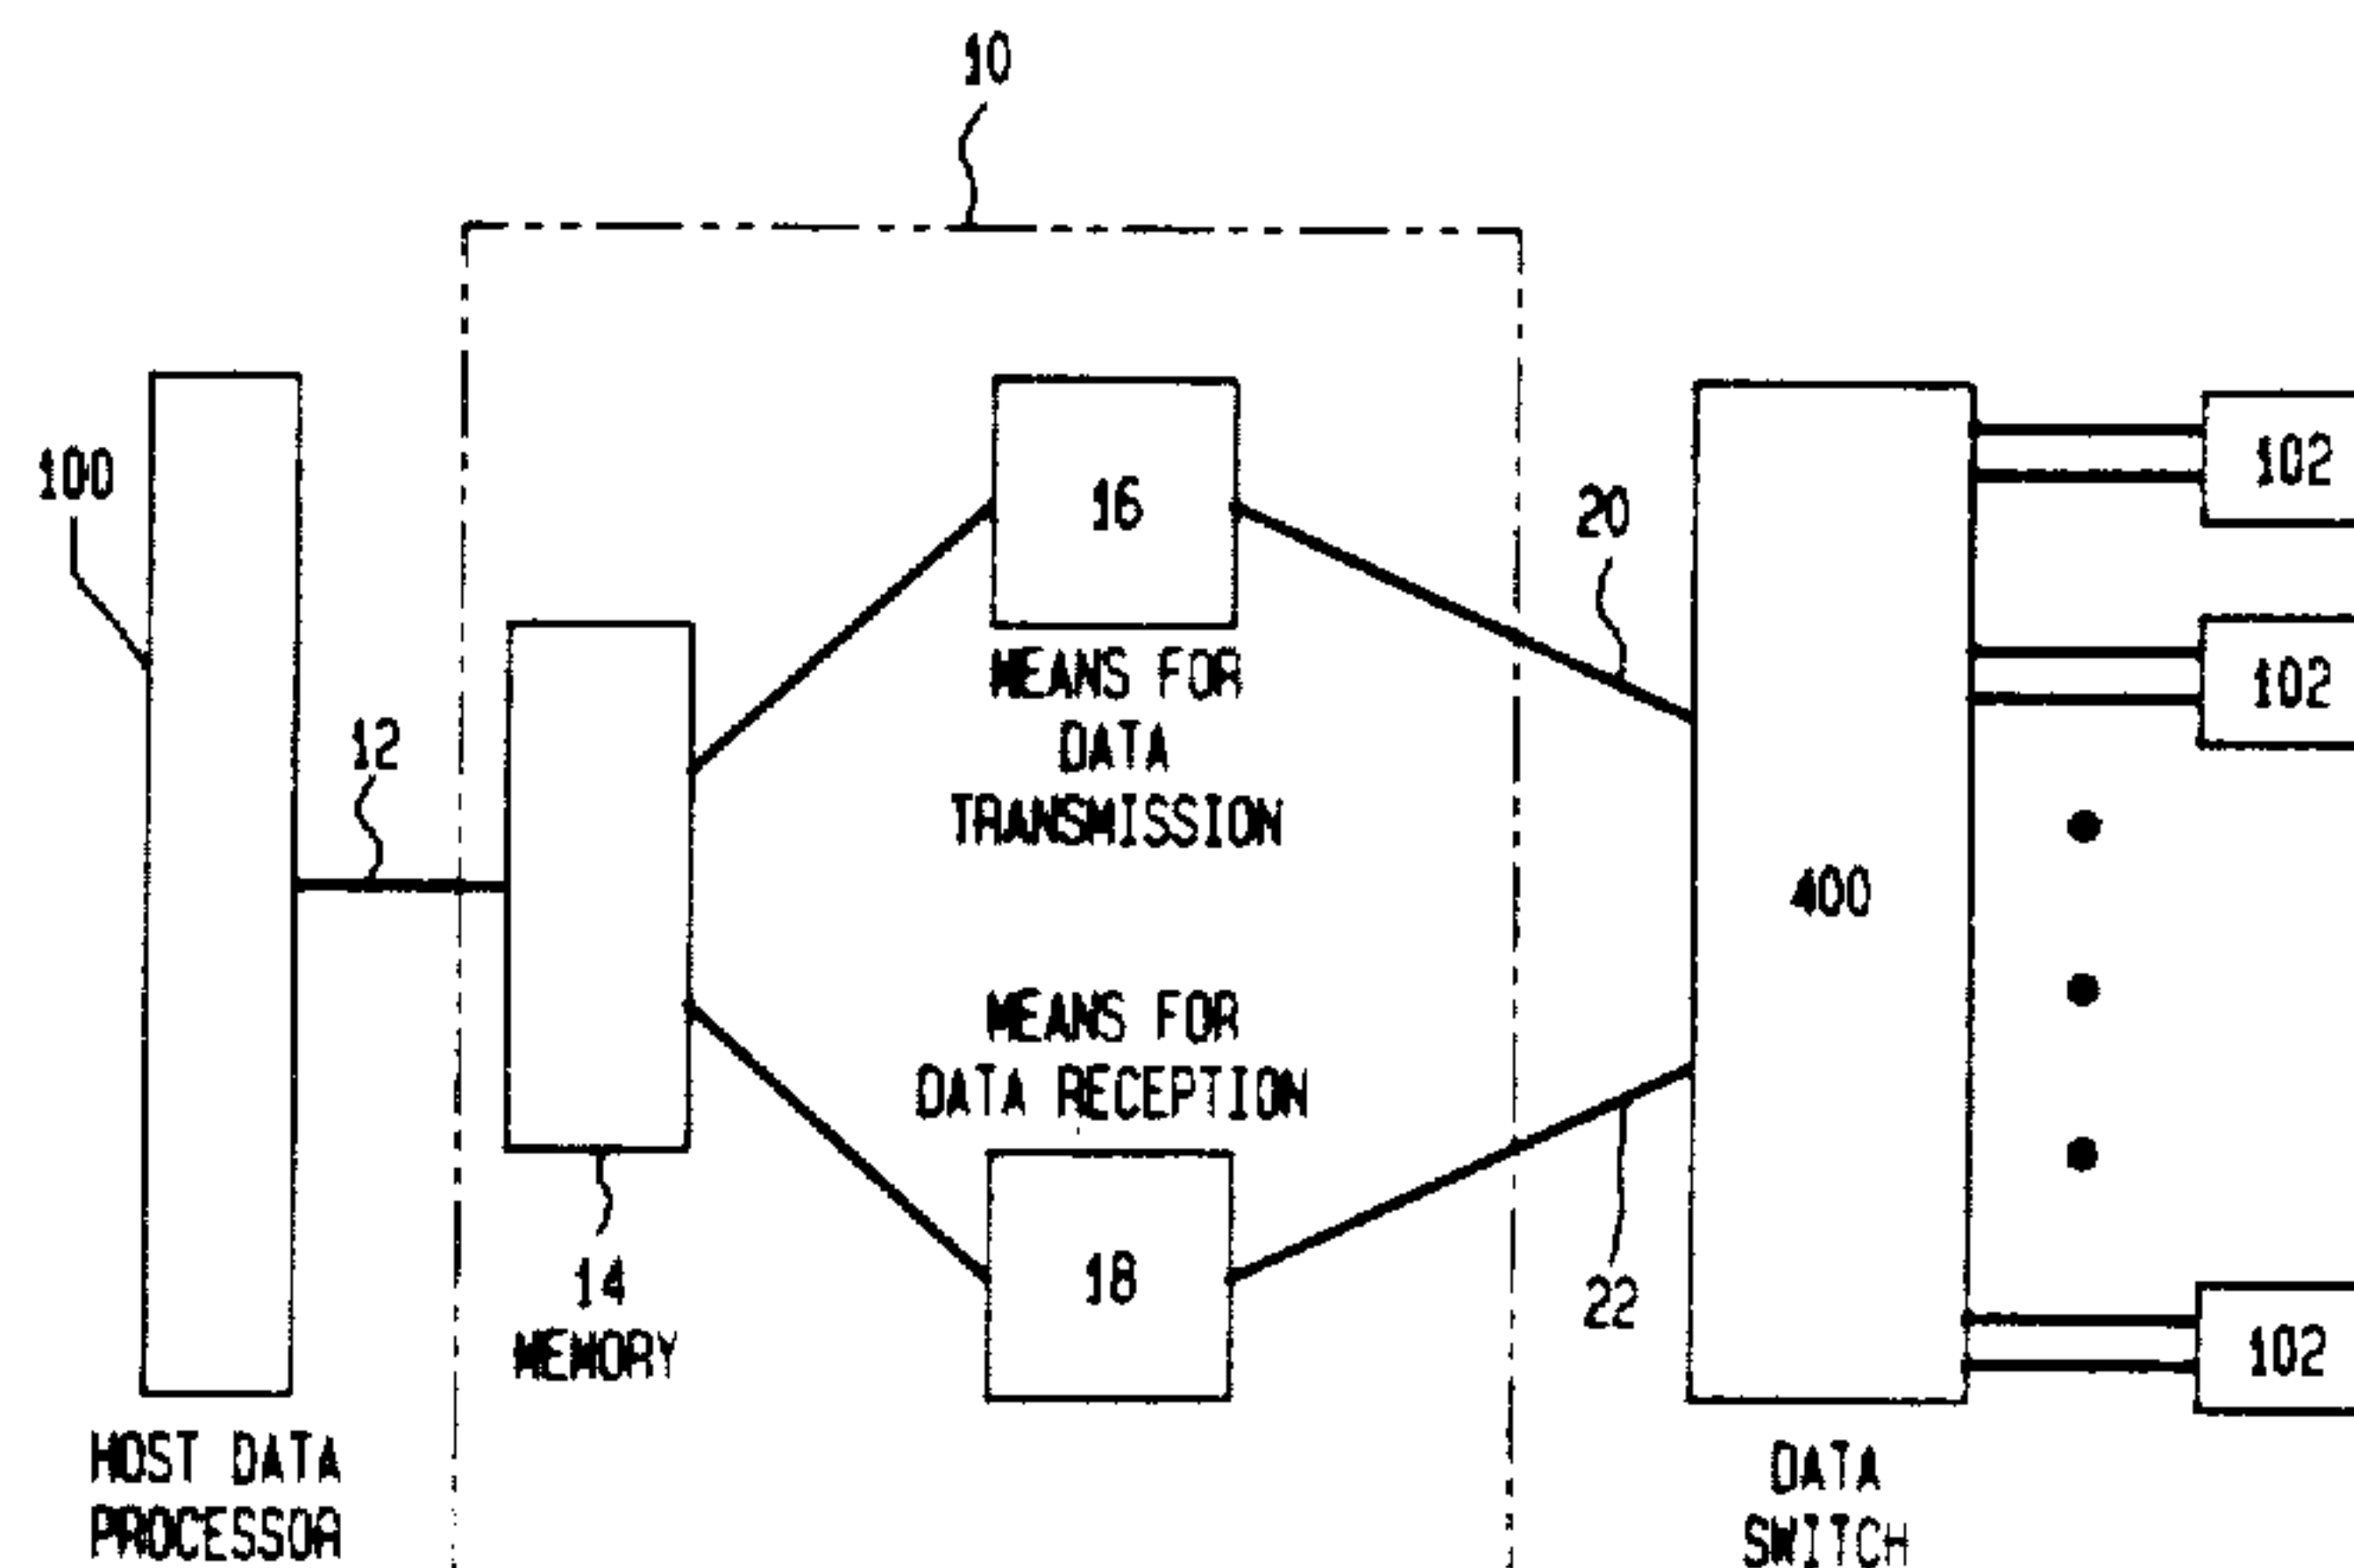 10
100
16
20
102
MEANS FOR
DATA
TRANSMISSION
102
12
400
MEANS FOR
DATA RECEPTION
14
MEMORY
18
22
102
HOST DATA
PROCESSOR
DATA
SWITCH